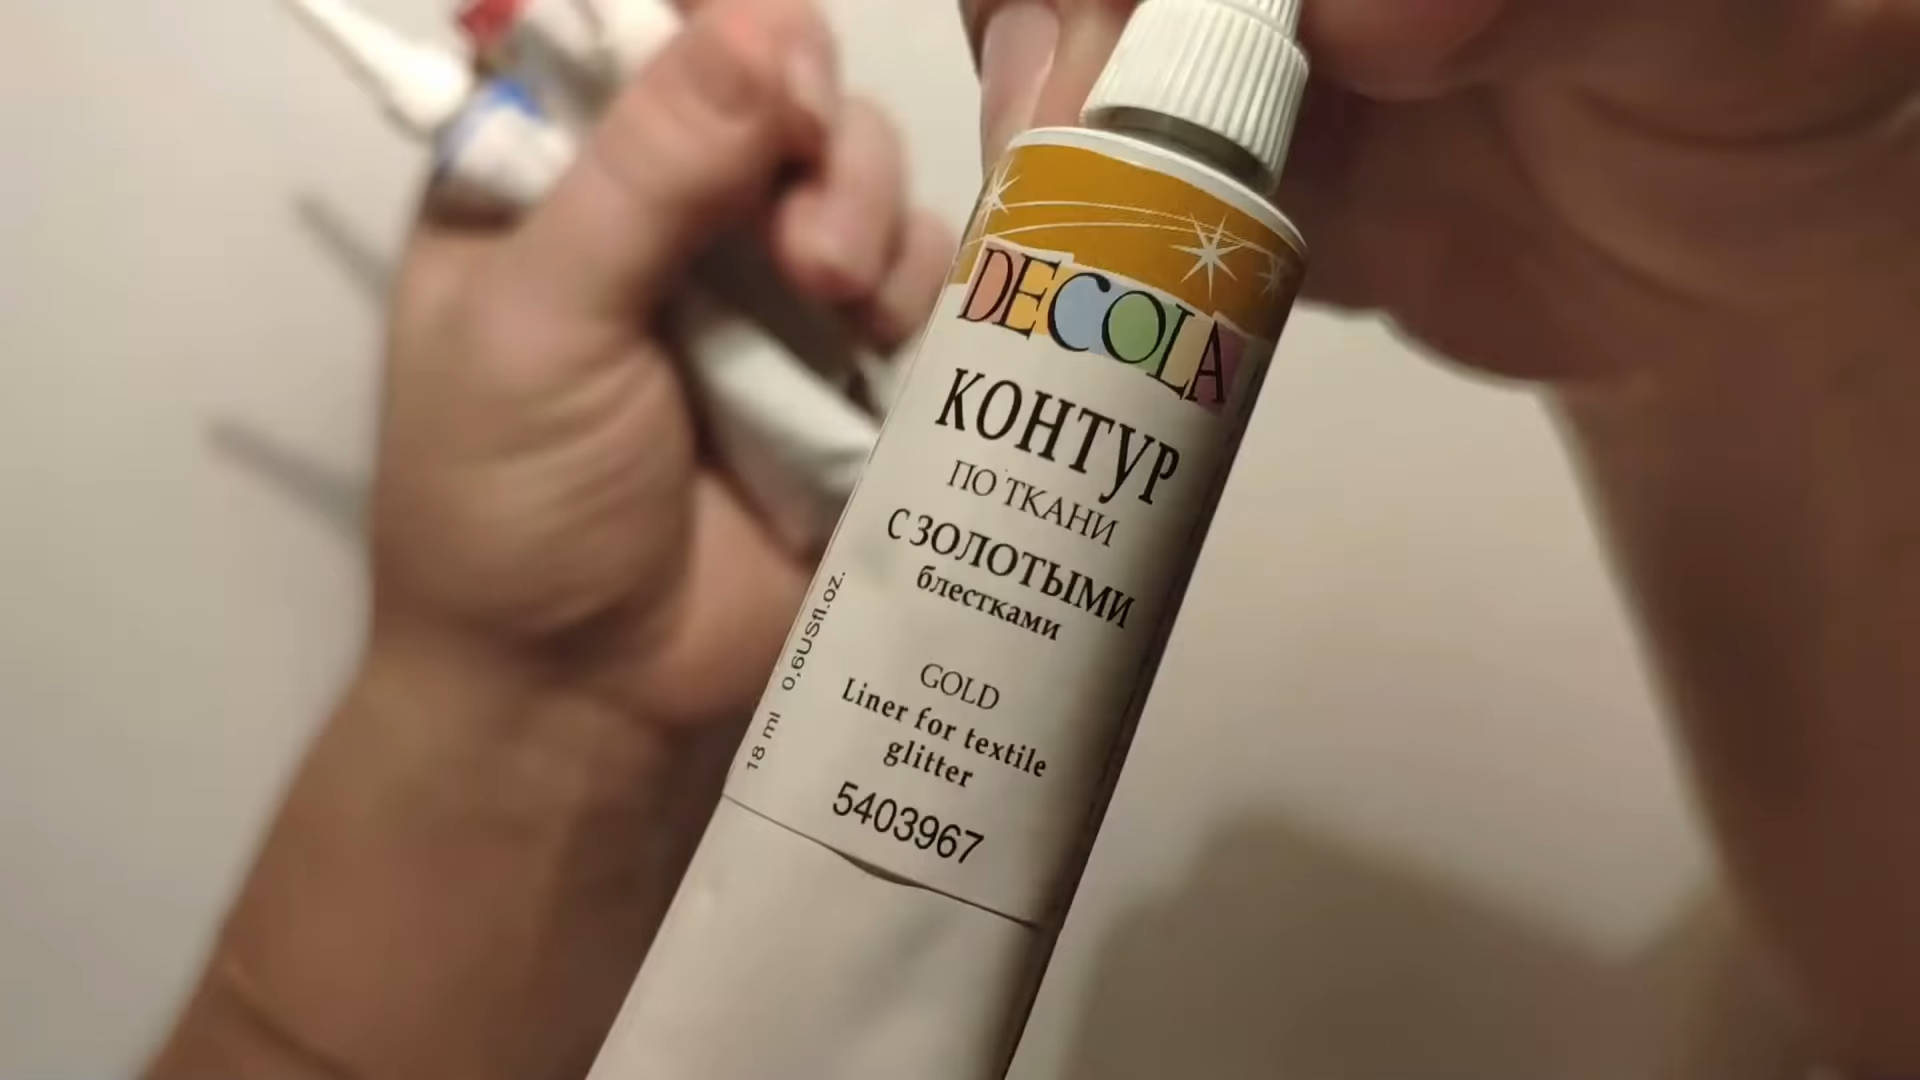 DECOLA
КОНТУР
ПО ТКАНИ
С ЗОЛОТЫМИ
блестками
GOLD
Liner for textile
glitter
5403967
18 ml 0,6USfl.oz.